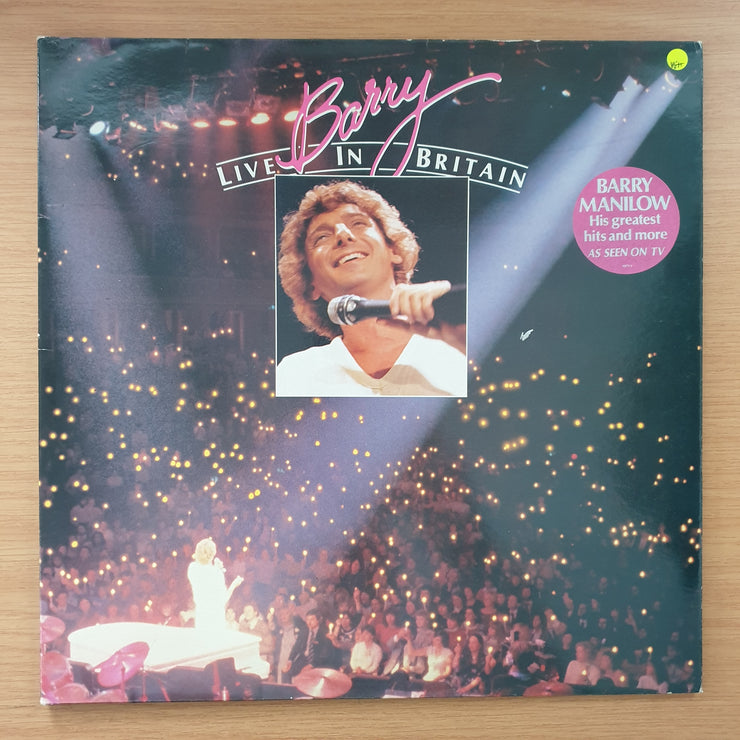 Barry
LIVE IN BRITAIN
BARRY
MANILOW
His greatest
hits and more
AS SEEN ON TV